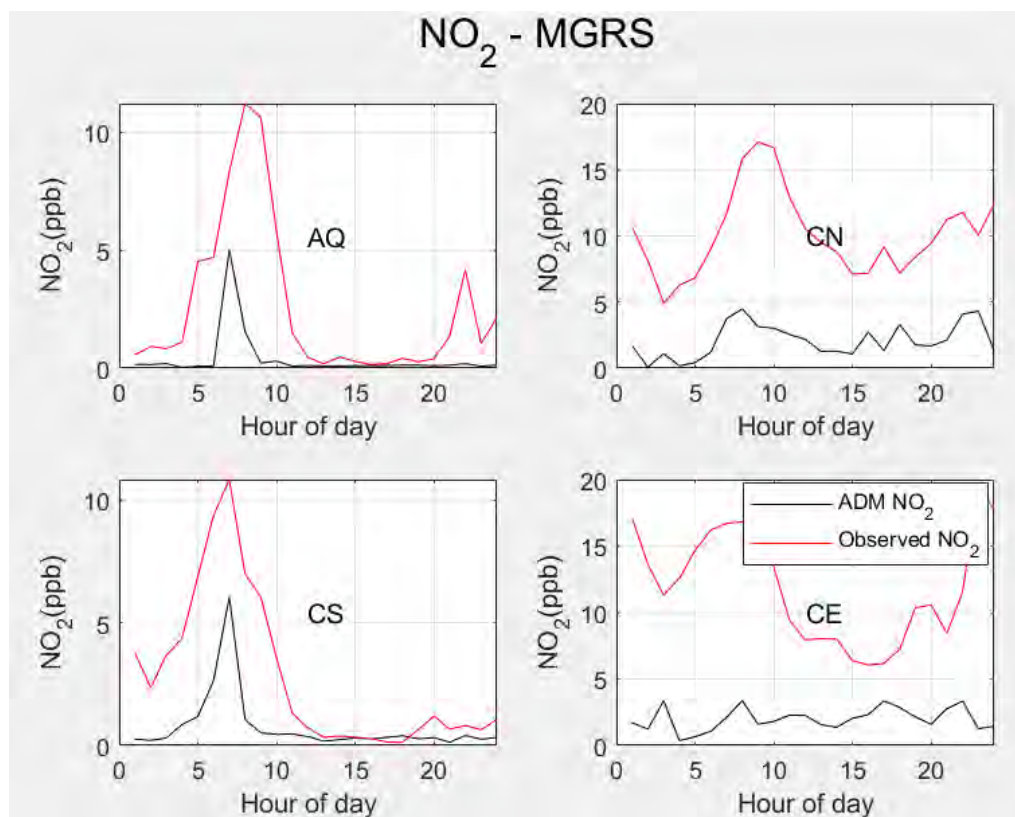 NO2 - MGRS
NO2(ppb)
10
5
0
AQ
0 5 10 15 20
Hour of day
NO2(ppb)
20
15
10
5
0
CN
0 5 10 15 20
Hour of day
NO2(ppb)
10
5
0
CS
0 5 10 15 20
Hour of day
NO2(ppb)
20
15
10
5
0
ADM NO2
Observed NO2
CE
0 5 10 15 20
Hour of day